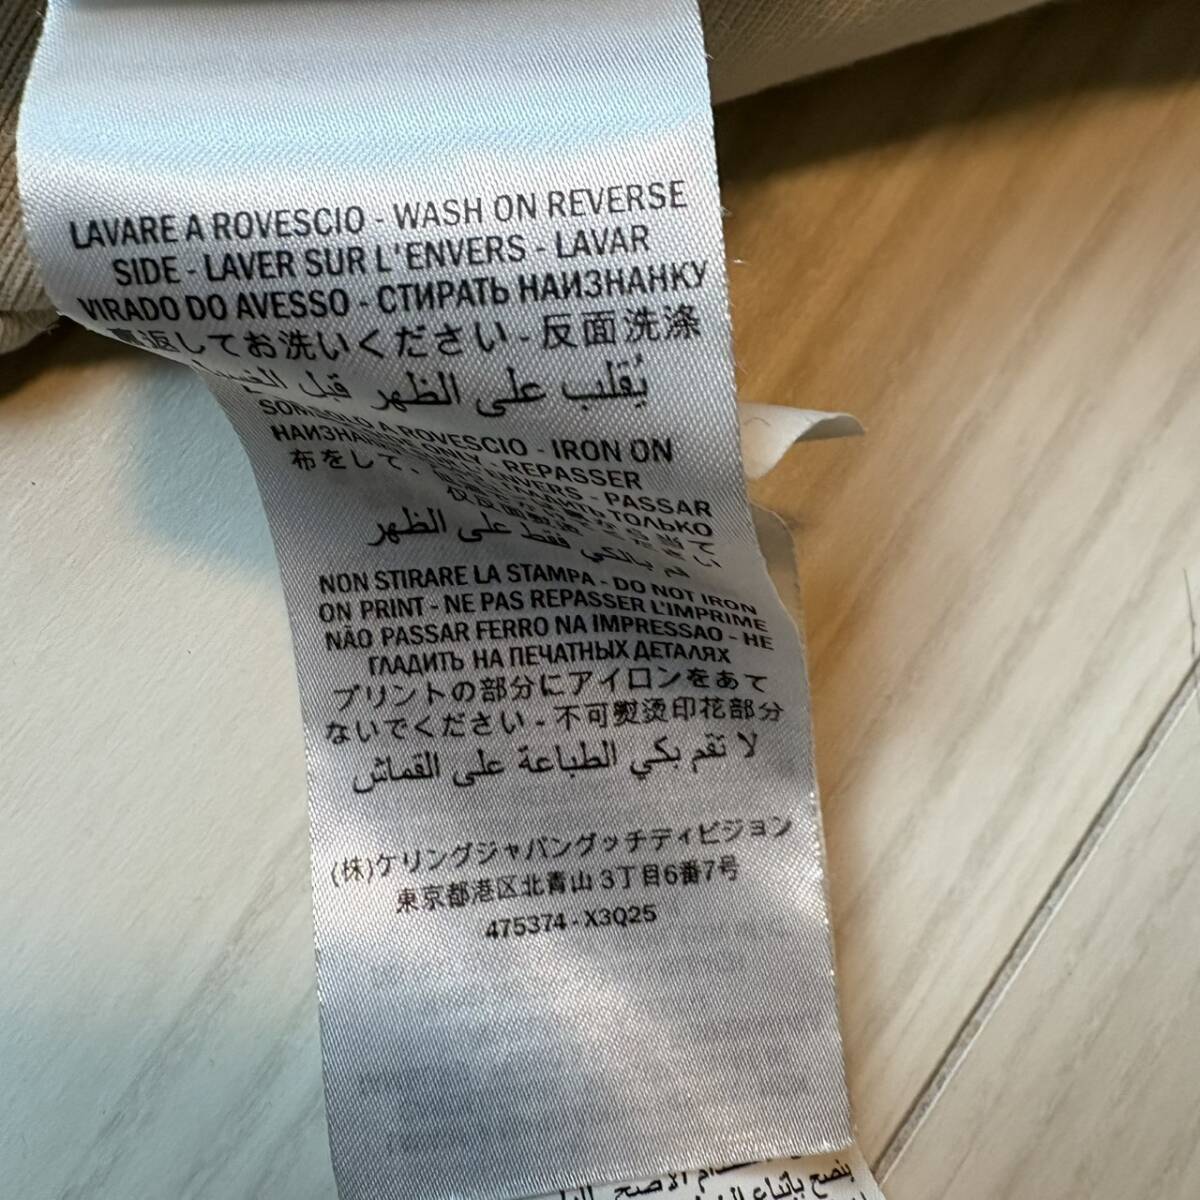 LAVARE A ROVESCIO - WASH ON REVERSE
SIDE - LAVER SUR L'ENVERS - LAVAR
VIRADO DO AVESSO - СТИРАТЬ НАИЗНАНКУ
返してお洗いください - 反面洗涤
يُقلب على الظهر قبل
A ROVESCIO - IRON ON
ONLY - REPASSER
L'ENVERS - PASSAR
ГЛАДИТЬ ТОЛЬКО
布をして、
على الظهر
NON STIRARE LA STAMPA - DO NOT IRON
ON PRINT - NE PAS REPASSER L'IMPRIME
NÃO PASSAR FERRO NA IMPRESSAO - НЕ
ГЛАДИТЬ НА ПЕЧАТНЫХ ДЕТАЛЯХ
プリントの部分にアイロンをあて
ないでください - 不可熨烫印花部分
لا تقم بكي الطباعة على القماش
(株)ケリングジャパングッチディビジョン
東京都港区北青山 3丁目6番7号
475374 - X3Q25